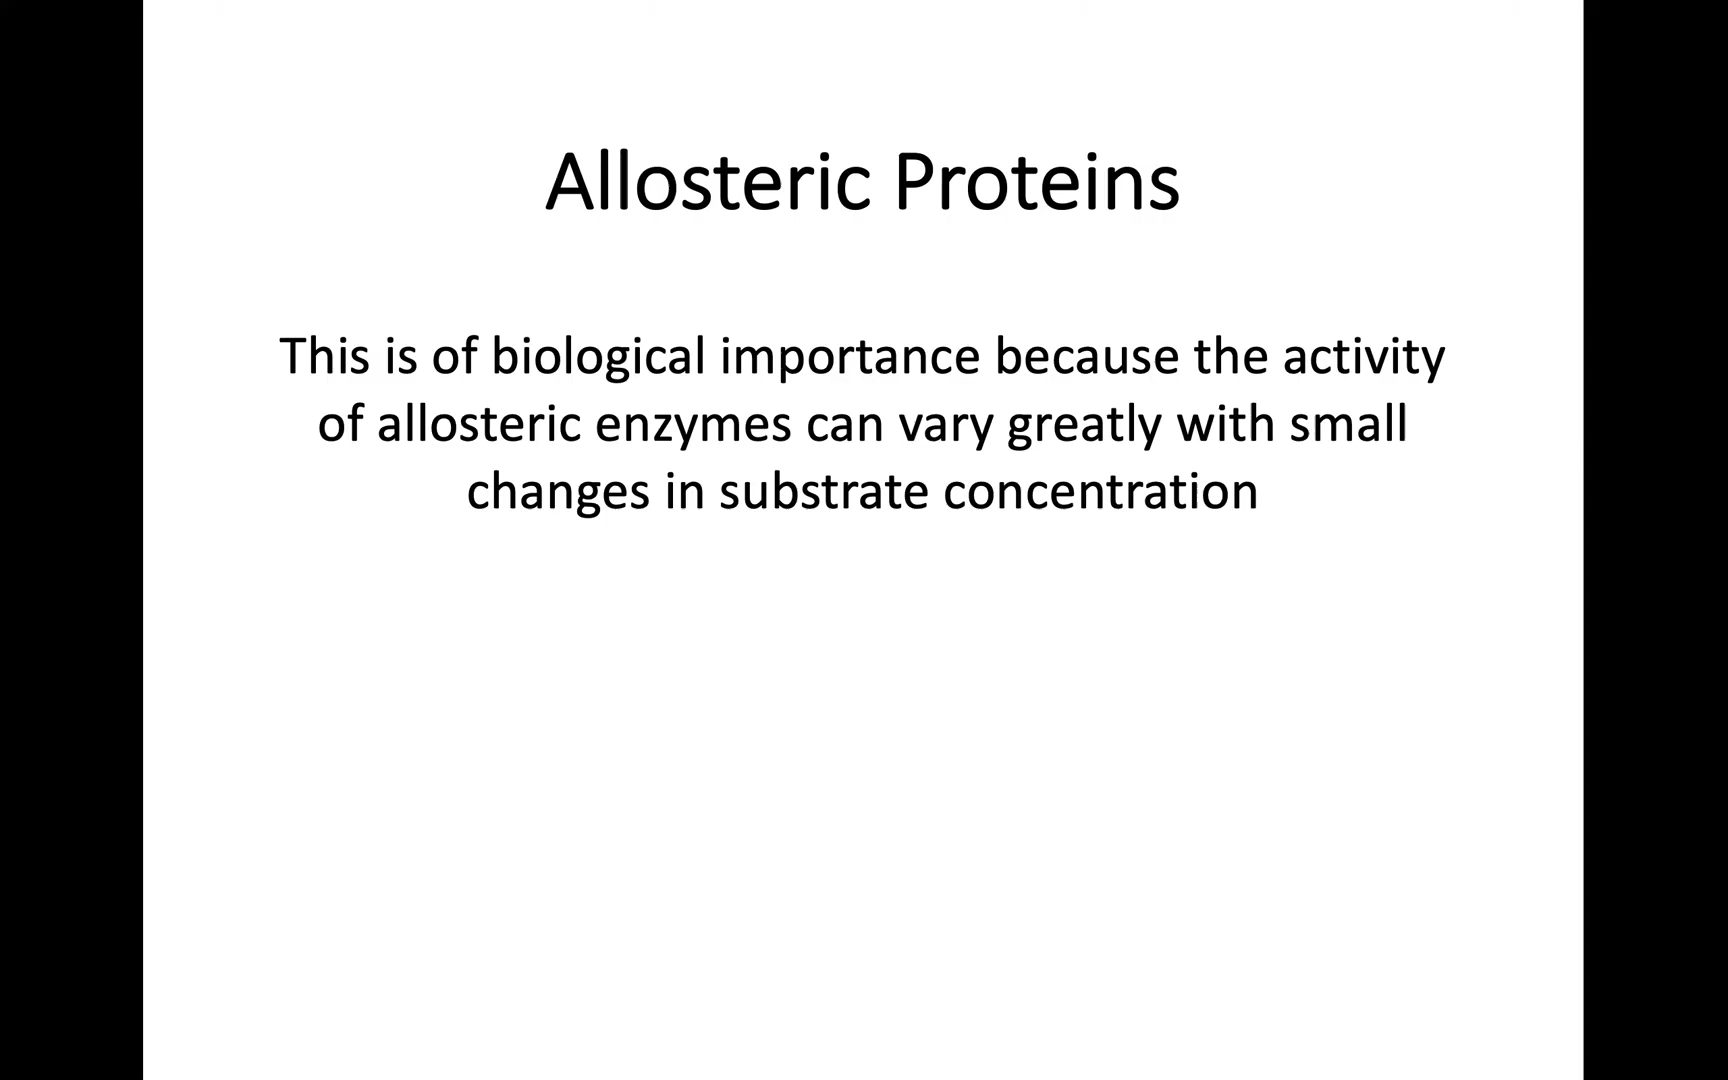 Allosteric Proteins
This is of biological importance because the activity
of allosteric enzymes can vary greatly with small
changes in substrate concentration